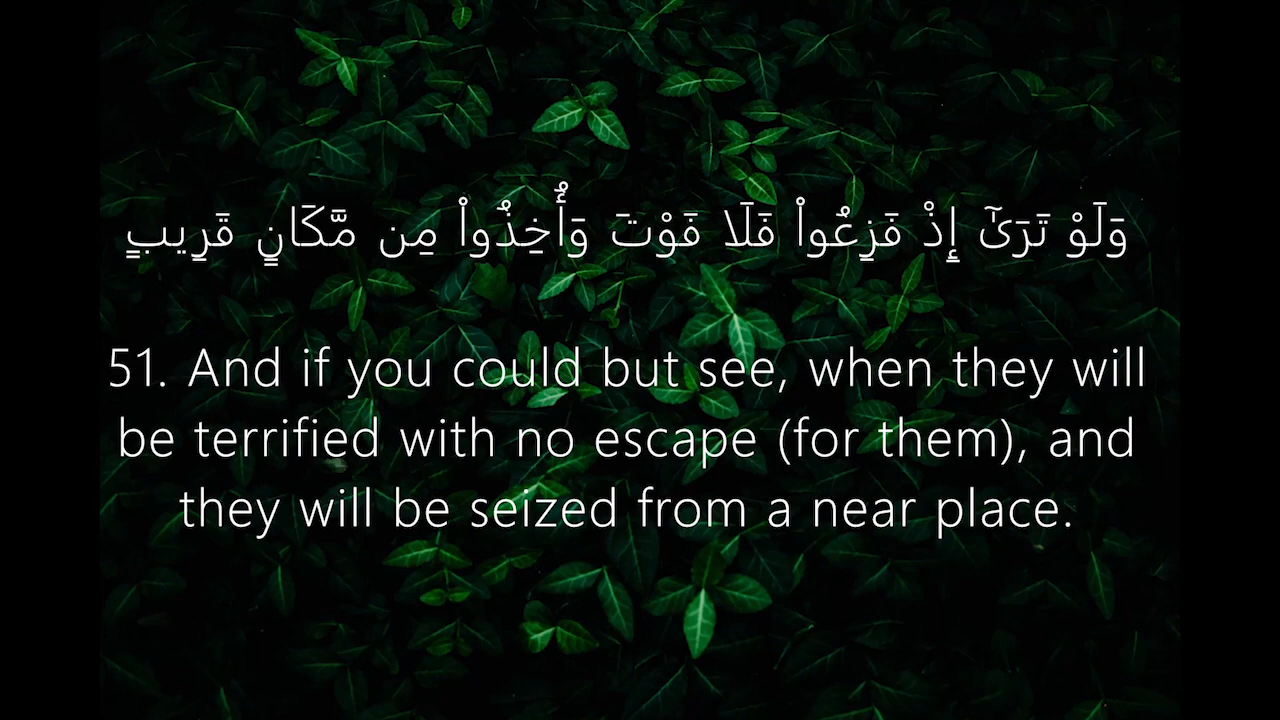 وَلَوْ تَرَىٰٓ إِذْ فَزِعُواْ فَلَا فَوْتَ وَأُخِذُواْ مِن مَّكَانٍ قَرِيبٍ
51. And if you could but see, when they will
be terrified with no escape (for them), and
they will be seized from a near place.